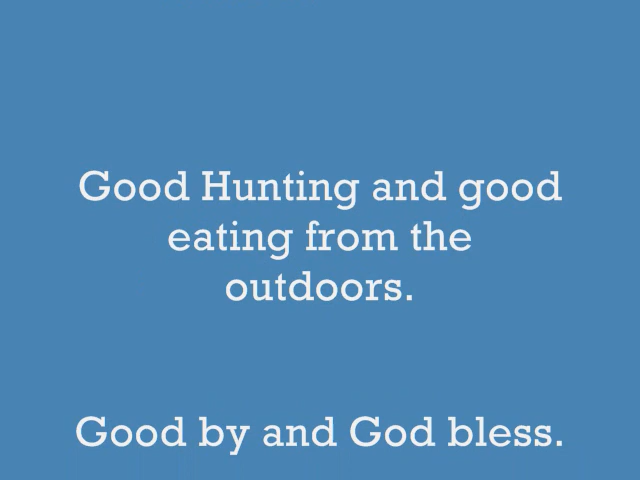 Good Hunting and good
eating from the
outdoors.
Good by and God bless.